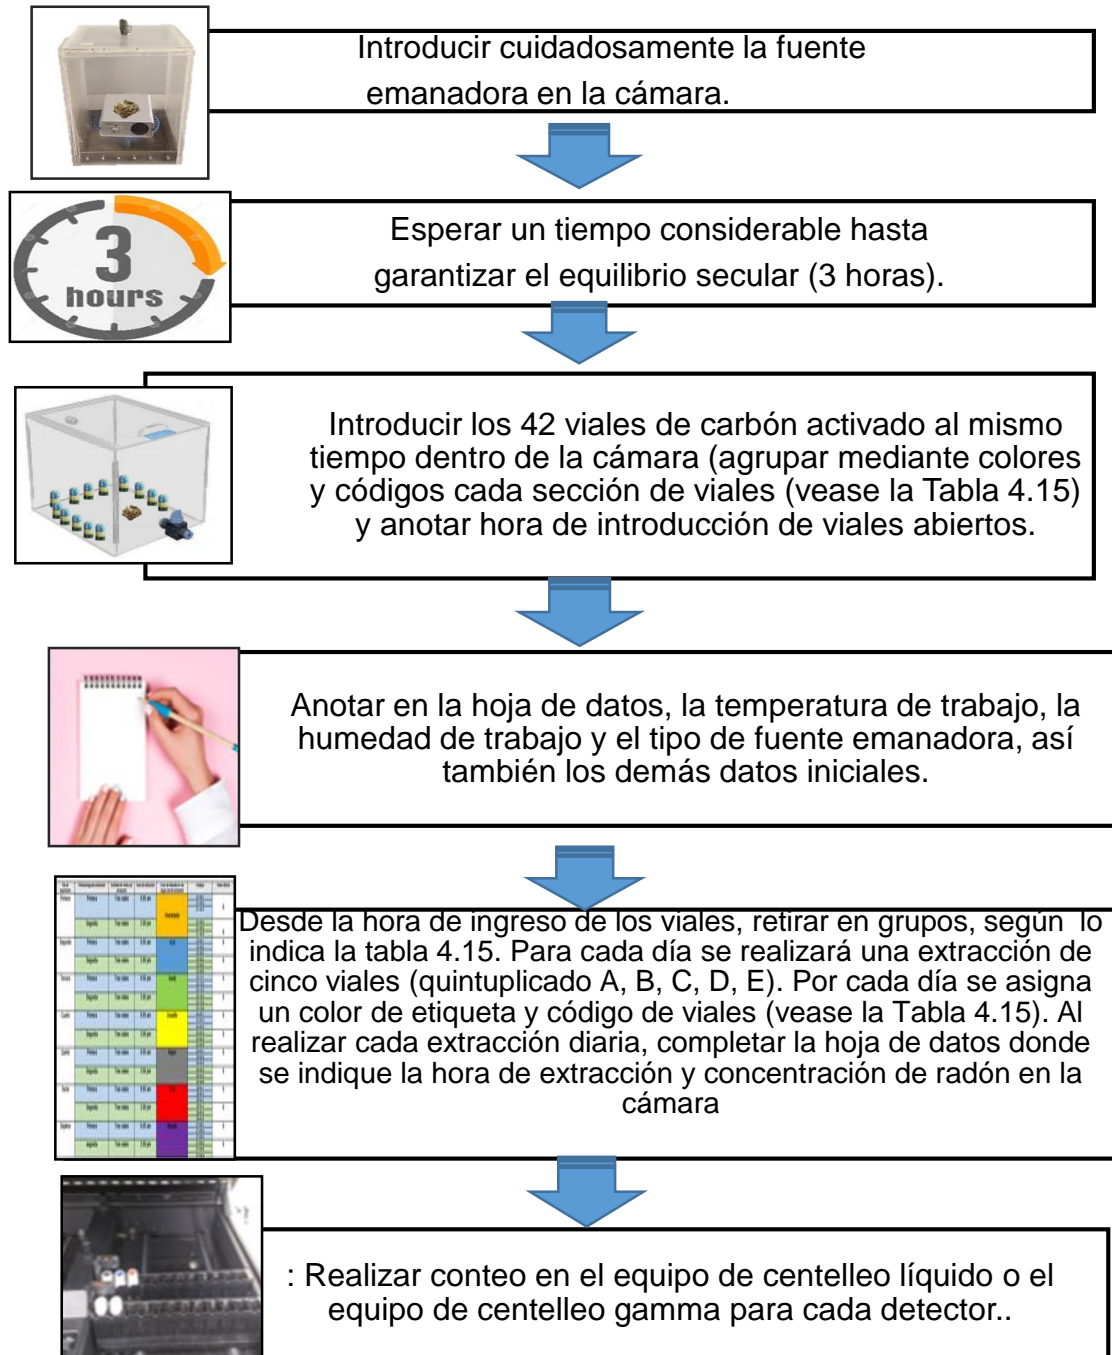 Introducir cuidadosamente la fuente
emanadora en la cámara.
3
hours
Esperar un tiempo considerable hasta
garantizar el equilibrio secular (3 horas).
Introducir los 42 viales de carbón activado al mismo
tiempo dentro de la cámara (agrupar mediante colores
y códigos cada sección de viales (vease la Tabla 4.15)
y anotar hora de introducción de viales abiertos.
Anotar en la hoja de datos, la temperatura de trabajo, la
humedad de trabajo y el tipo de fuente emanadora, así
también los demás datos iniciales.
Desde la hora de ingreso de los viales, retirar en grupos, según lo
indica la tabla 4.15. Para cada día se realizará una extracción de
cinco viales (quintuplicado A, B, C, D, E). Por cada día se asigna
un color de etiqueta y código de viales (vease la Tabla 4.15). Al
realizar cada extracción diaria, completar la hoja de datos donde
se indique la hora de extracción y concentración de radón en la
cámara
: Realizar conteo en el equipo de centelleo líquido o el
equipo de centelleo gamma para cada detector..